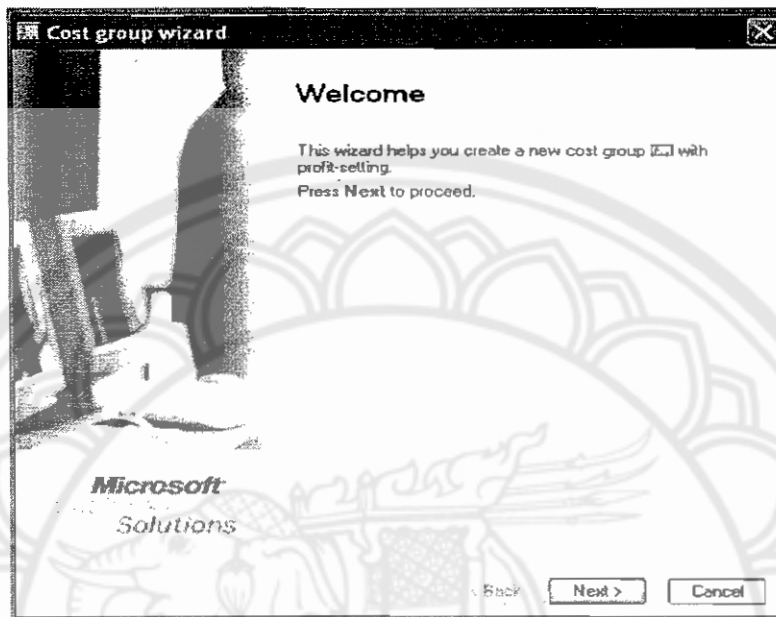 Cost group wizard
Welcome
This wizard helps you create a new cost group with
profit-setting.
Press Next to proceed.
Microsoft
Solutions
< Back
Next >
Cancel